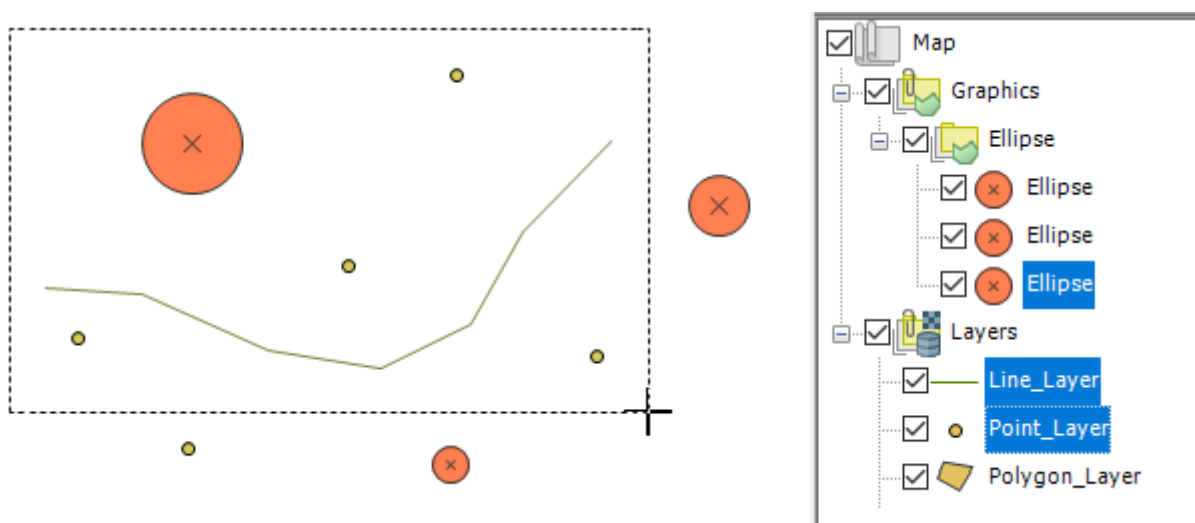 Map
Graphics
Ellipse
Ellipse
Ellipse
Ellipse
Layers
Line_Layer
Point_Layer
Polygon_Layer